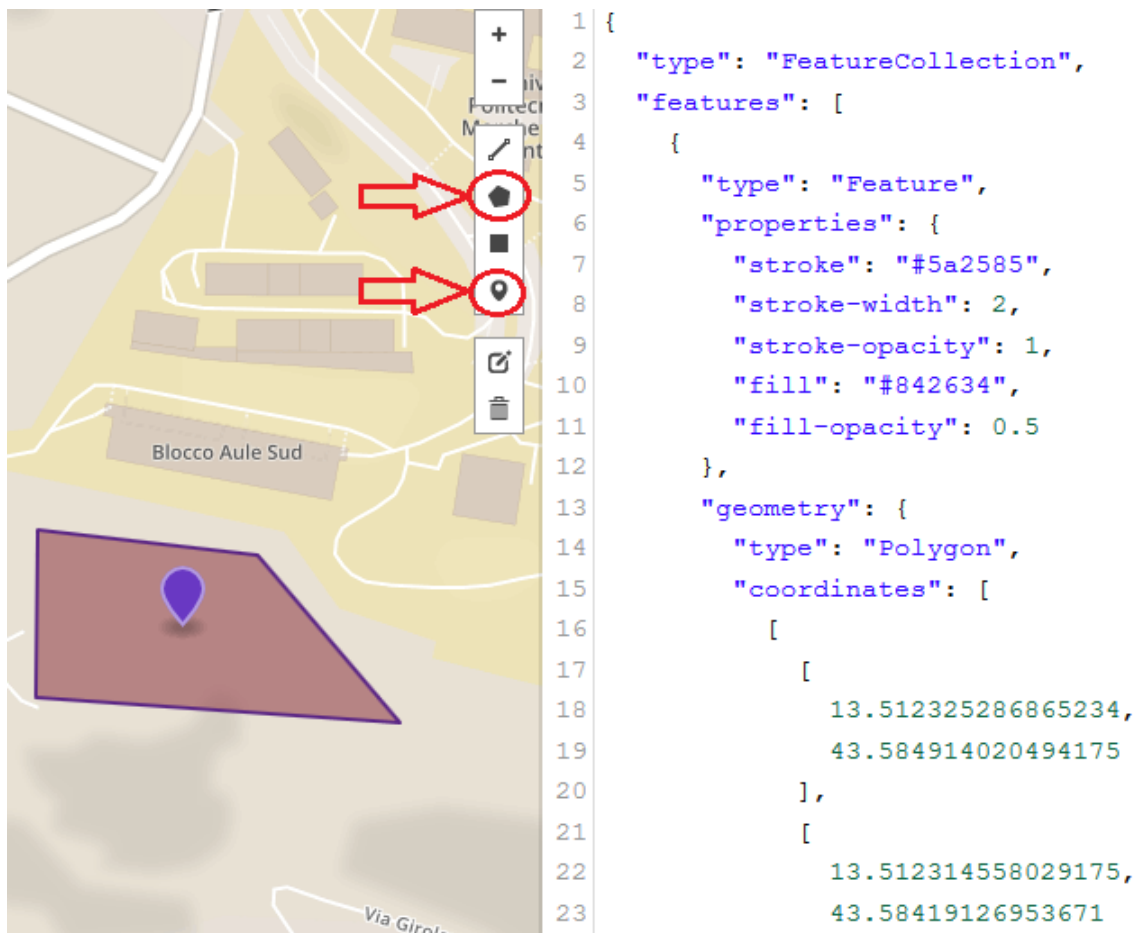 +
−
Politec
Blocco Aule Sud
Via Girol
1 {
2 "type": "FeatureCollection",
3 "features": [
4 {
5 "type": "Feature",
6 "properties": {
7 "stroke": "#5a2585",
8 "stroke-width": 2,
9 "stroke-opacity": 1,
10 "fill": "#842634",
11 "fill-opacity": 0.5
12 },
13 "geometry": {
14 "type": "Polygon",
15 "coordinates": [
16 [
17 [
18 13.512325286865234,
19 43.584914020494175
20 ],
21 [
22 13.512314558029175,
23 43.58419126953671